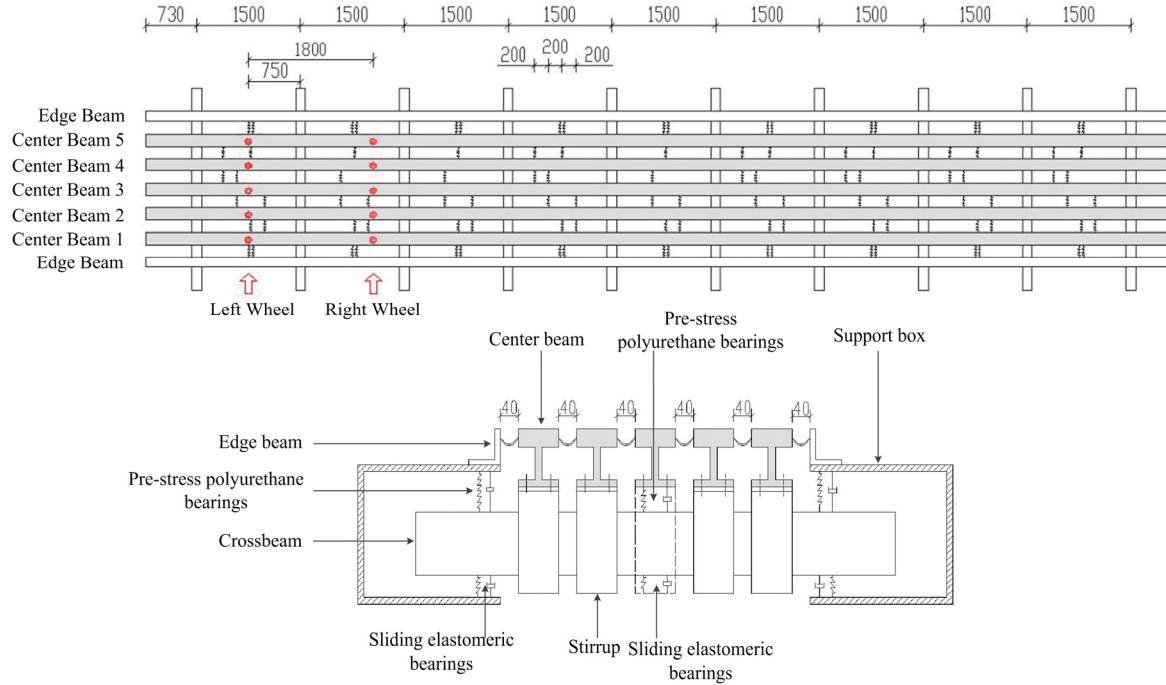 730 1500 1500 1500 1500 1500 1500 1500 1500 1500
1800
200 200 200
750
Edge Beam
Center Beam 5
Center Beam 4
Center Beam 3
Center Beam 2
Center Beam 1
Edge Beam
Left Wheel Right Wheel
Center beam
Pre-stress
polyurethane bearings
Support box
40 40 40 40 40 40
Edge beam
Pre-stress polyurethane
bearings
Crossbeam
Sliding elastomeric
bearings
Stirrup
Sliding elastomeric
bearings